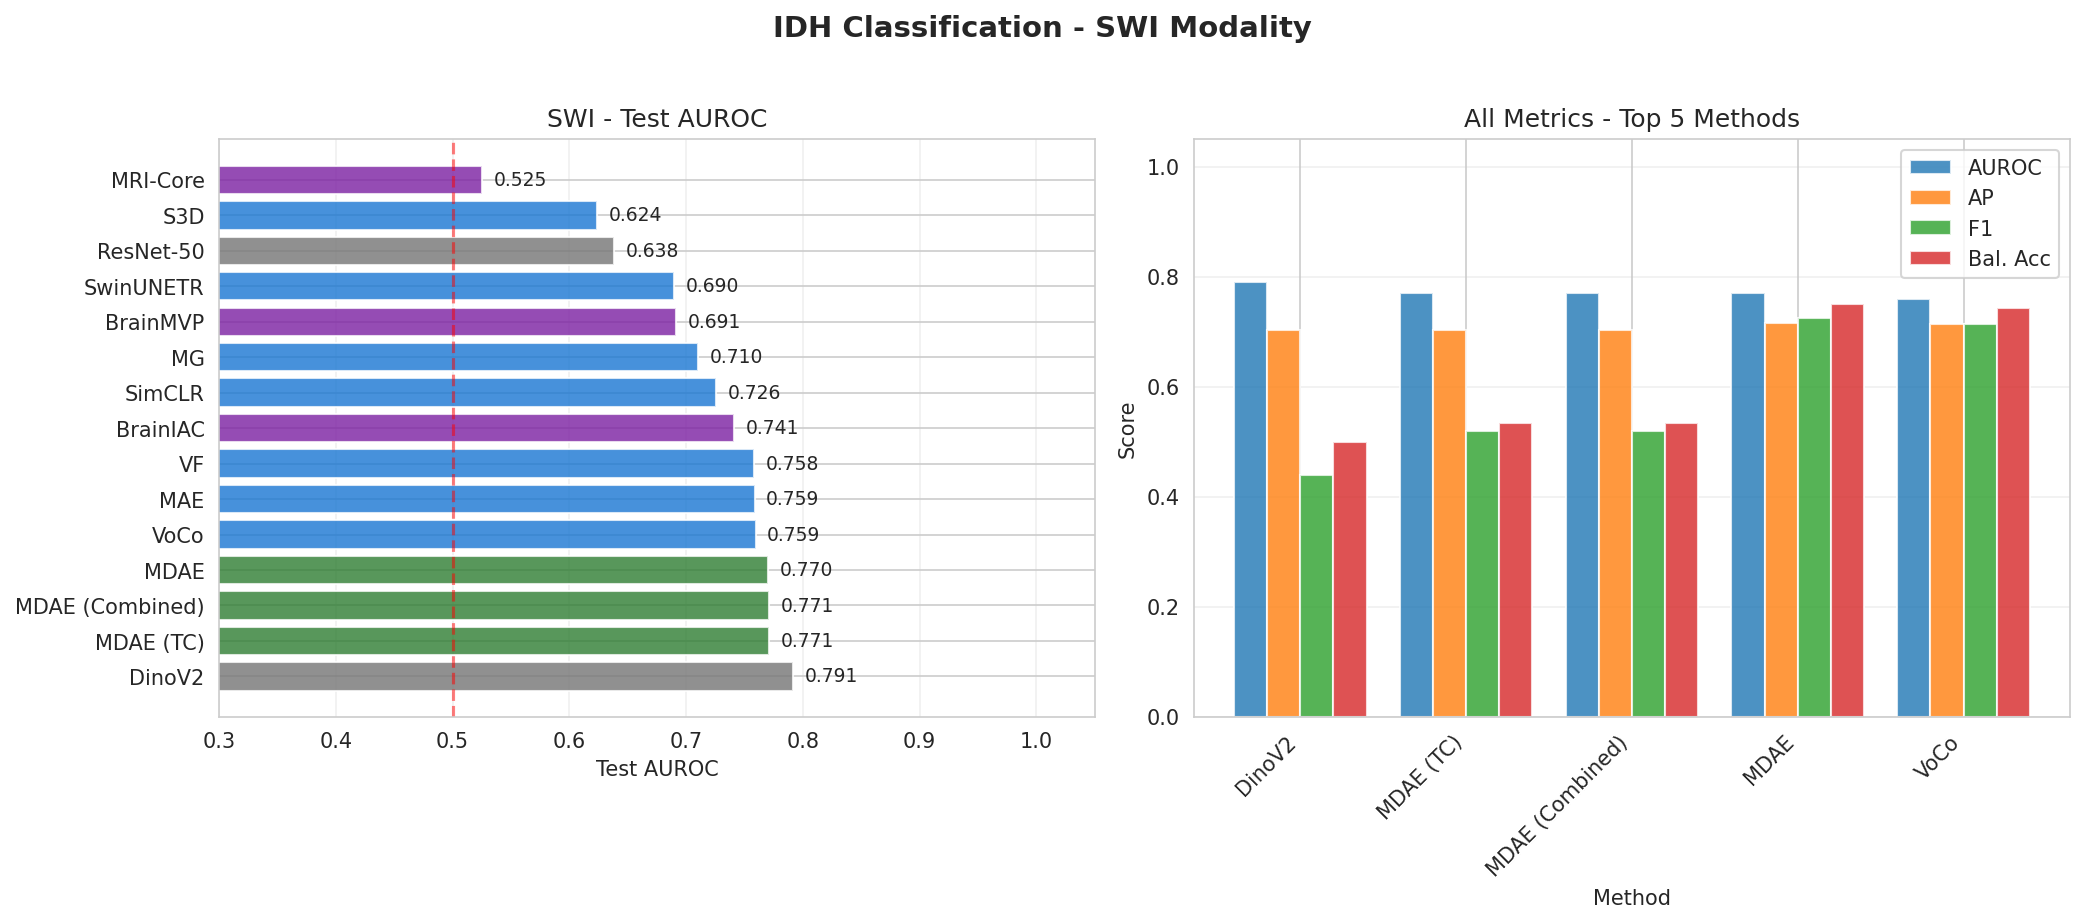 IDH Classification - SWI Modality
SWI - Test AUROC
MRI-Core 0.525
S3D 0.624
ResNet-50 0.638
SwinUNETR 0.690
BrainMVP 0.691
MG 0.710
SimCLR 0.726
BrainIAC 0.741
VF 0.758
MAE 0.759
VoCo 0.759
MDAE 0.770
MDAE (Combined) 0.771
MDAE (TC) 0.771
DinoV2 0.791
0.3 0.4 0.5 0.6 0.7 0.8 0.9 1.0
Test AUROC
All Metrics - Top 5 Methods
AUROC
AP
F1
Bal. Acc
1.0
0.8
0.6
0.4
0.2
0.0
Score
DinoV2
MDAE (TC)
MDAE (Combined)
MDAE
VoCo
Method